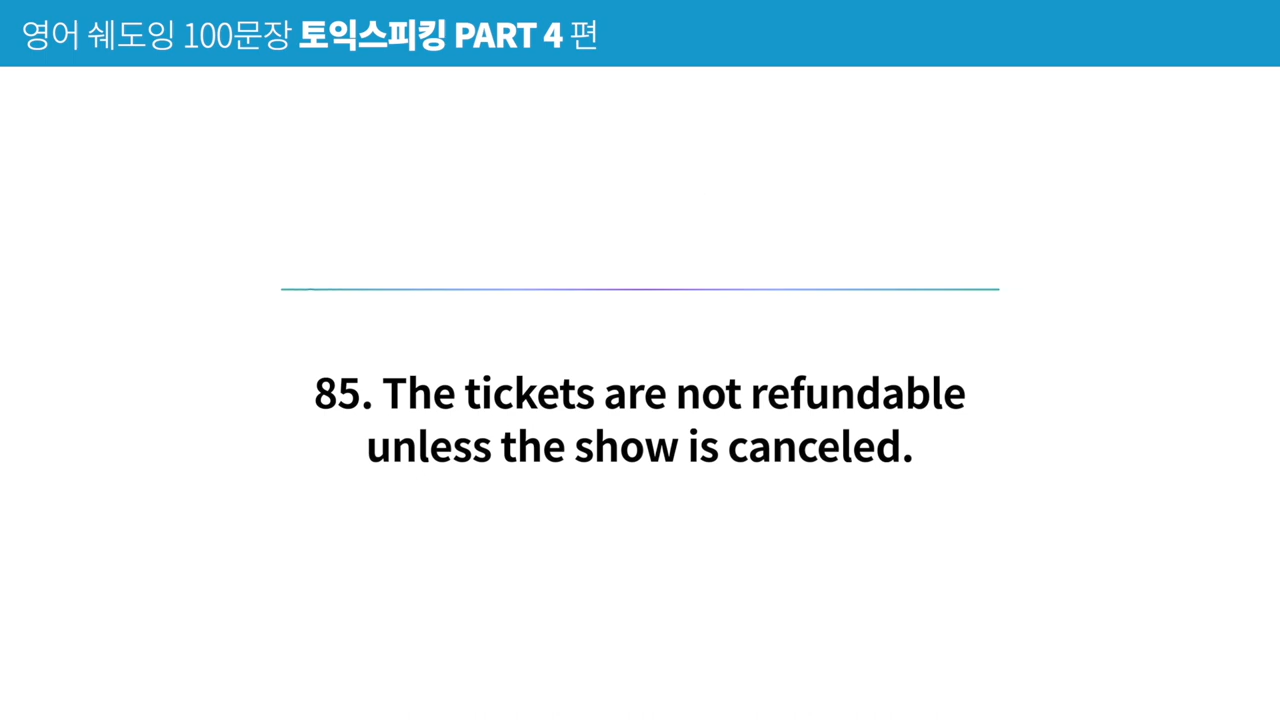 영어 쉐도잉 100문장 토익스피킹 PART 4 편
85. The tickets are not refundable
unless the show is canceled.